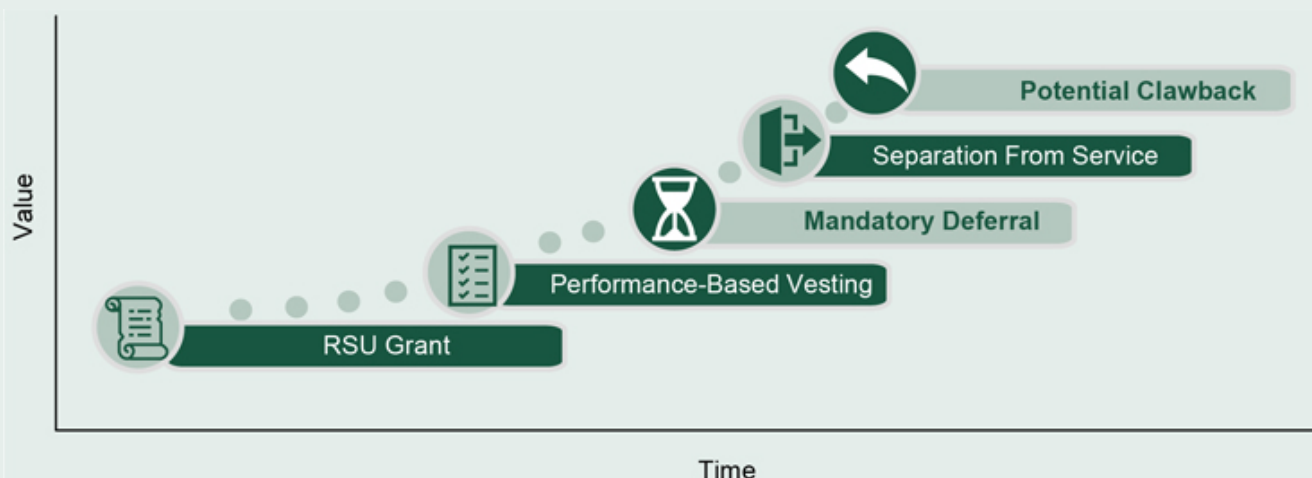 Potential Clawback
Separation From Service
Mandatory Deferral
Performance-Based Vesting
RSU Grant
Value
Time